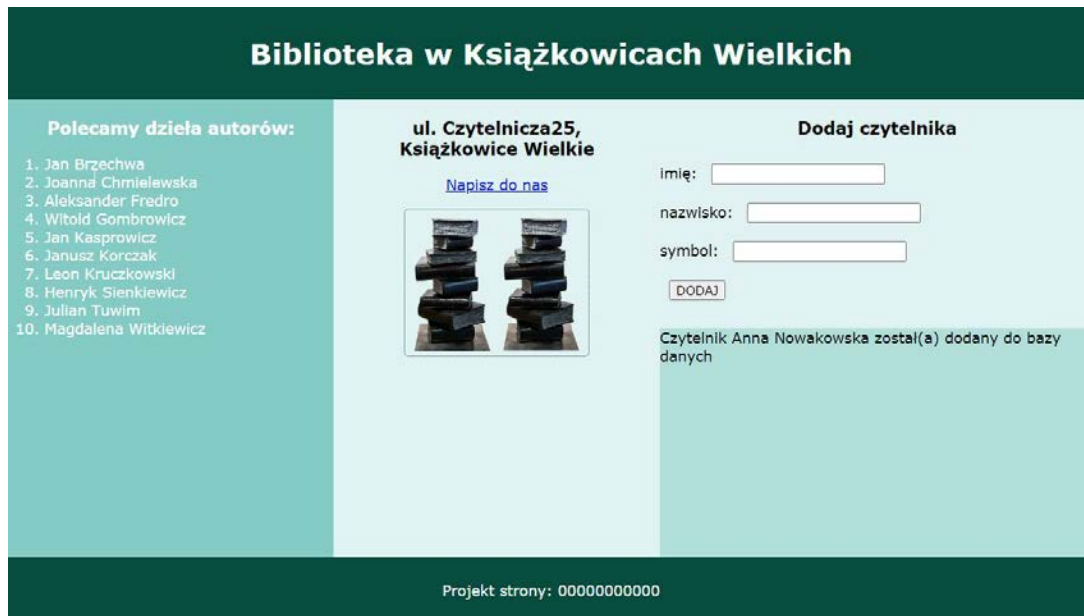 Biblioteka w Książkowicach Wielkich
Polecamy dzieła autorów:
1. Jan Brzechwa
2. Joanna Chmielewska
3. Aleksander Fredro
4. Witold Gombrowicz
5. Jan Kasprowicz
6. Janusz Korczak
7. Leon Kruczkowski
8. Henryk Sienkiewicz
9. Julian Tuwim
10. Magdalena Witkiewicz
ul. Czytelnicza25,
Książkowice Wielkie
Napisz do nas
Dodaj czytelnika
imię:
nazwisko:
symbol:
DODAJ
Czytelnik Anna Nowakowska został(a) dodany do bazy
danych
Projekt strony: 00000000000